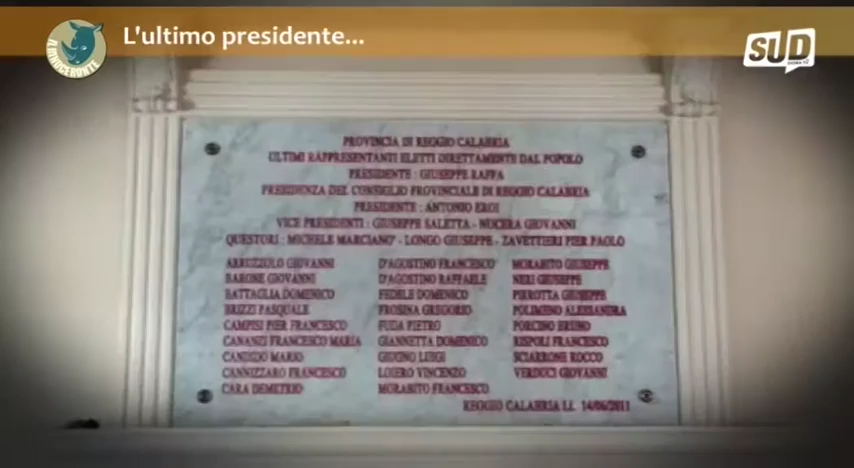 L'ultimo presidente...
SUD
PROVINCIA DI REGGIO CALABRIA
ULTIMI RAPPRESENTANTI ELETTI DIRETTAMENTE DAL POPOLO
PRESIDENTE : GIUSEPPE RAFFA
PRESIDENZA DEL CONSIGLIO PROVINCIALE DI REGGIO CALABRIA
PRESIDENTE : ANTONIO EROI
VICE PRESIDENTI : GIUSEPPE SALETTA - NUCERA GIOVANNI
QUESTORI : MICHELE MARCIANO' - LONGO GIUSEPPE - ZAVETTIERI PIER PAOLO
ARRUZZOLO GIOVANNI
BARONE GIOVANNI
BATTAGLIA DOMENICO
BRIZZI PASQUALE
CAMPISI PIER FRANCESCO
CANANZI FRANCESCO MARIA
CANDIDO MARIO
CANNIZZARO FRANCESCO
CARA DEMETRIO
D'AGOSTINO FRANCESCO
D'AGOSTINO RAFFAELE
FEDELE DOMENICO
FROSINA GREGORIO
FUDA PIETRO
GIANNETTA DOMENICO
GIUGNO LUIGI
LOIERO VINCENZO
MORABITO FRANCESCO
MORABITO GIUSEPPE
NERI GIUSEPPE
PIRROTTA GIUSEPPE
POLIMENO ALESSANDRA
PORCINO BRUNO
RISPOLI FRANCESCO
SCIARRONE ROCCO
VERDUCI GIOVANNI
REGGIO CALABRIA LI. 14/06/2011